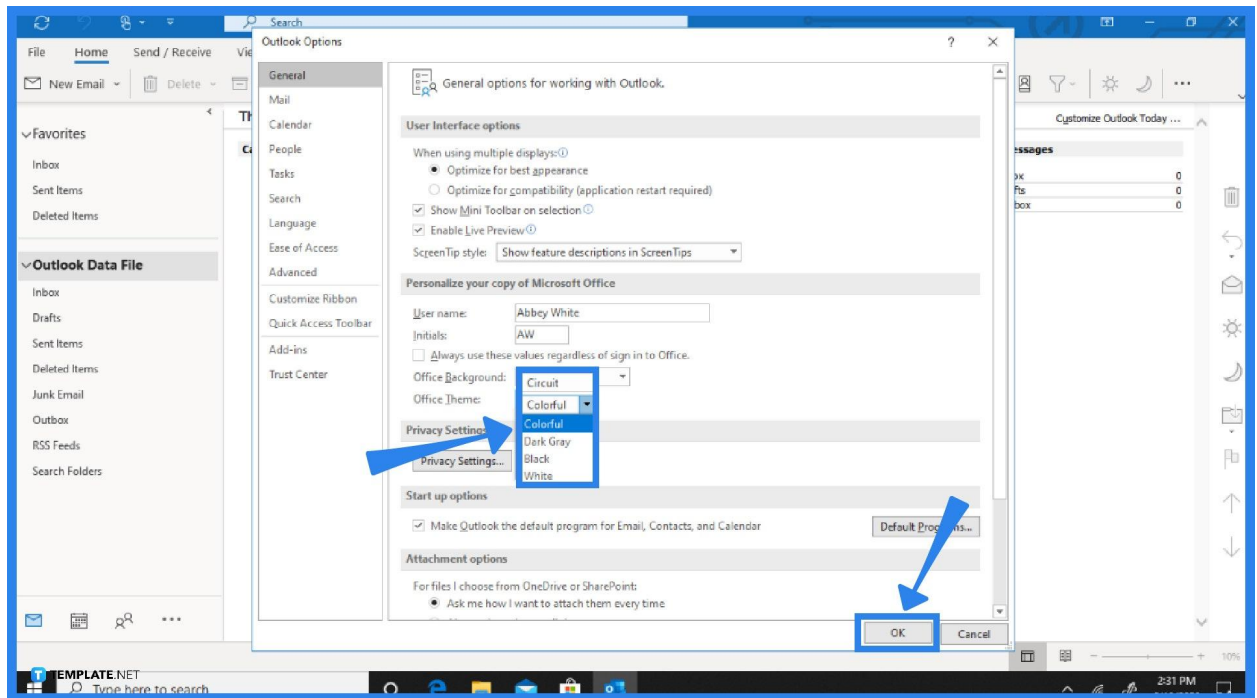 Search
File Home Send / Receive
New Email Delete
Favorites
Inbox
Sent Items
Deleted Items
Outlook Data File
Inbox
Drafts
Sent Items
Deleted Items
Junk Email
Outbox
RSS Feeds
Search Folders
Outlook Options
General
Mail
Calendar
People
Tasks
Search
Language
Ease of Access
Advanced
Customize Ribbon
Quick Access Toolbar
Add-ins
Trust Center
General options for working with Outlook.
User Interface options
When using multiple displays:
Optimize for best appearance
Optimize for compatibility (application restart required)
Show Mini Toolbar on selection
Enable Live Preview
ScreenTip style: Show feature descriptions in ScreenTips
Personalize your copy of Microsoft Office
User name: Abbey White
Initials: AW
Always use these values regardless of sign in to Office.
Office Background: Circuit
Office Theme: Colorful
Colorful
Dark Gray
Black
White
Privacy Settings
Privacy Settings...
Start up options
Make Outlook the default program for Email, Contacts, and Calendar
Default Programs...
Attachment options
For files I choose from OneDrive or SharePoint:
Ask me how I want to attach them every time
OK Cancel
Customize Outlook Today ...
essages
0
fts 0
box 0
10%
TEMPLATE.NET
Type here to search
2:31 PM